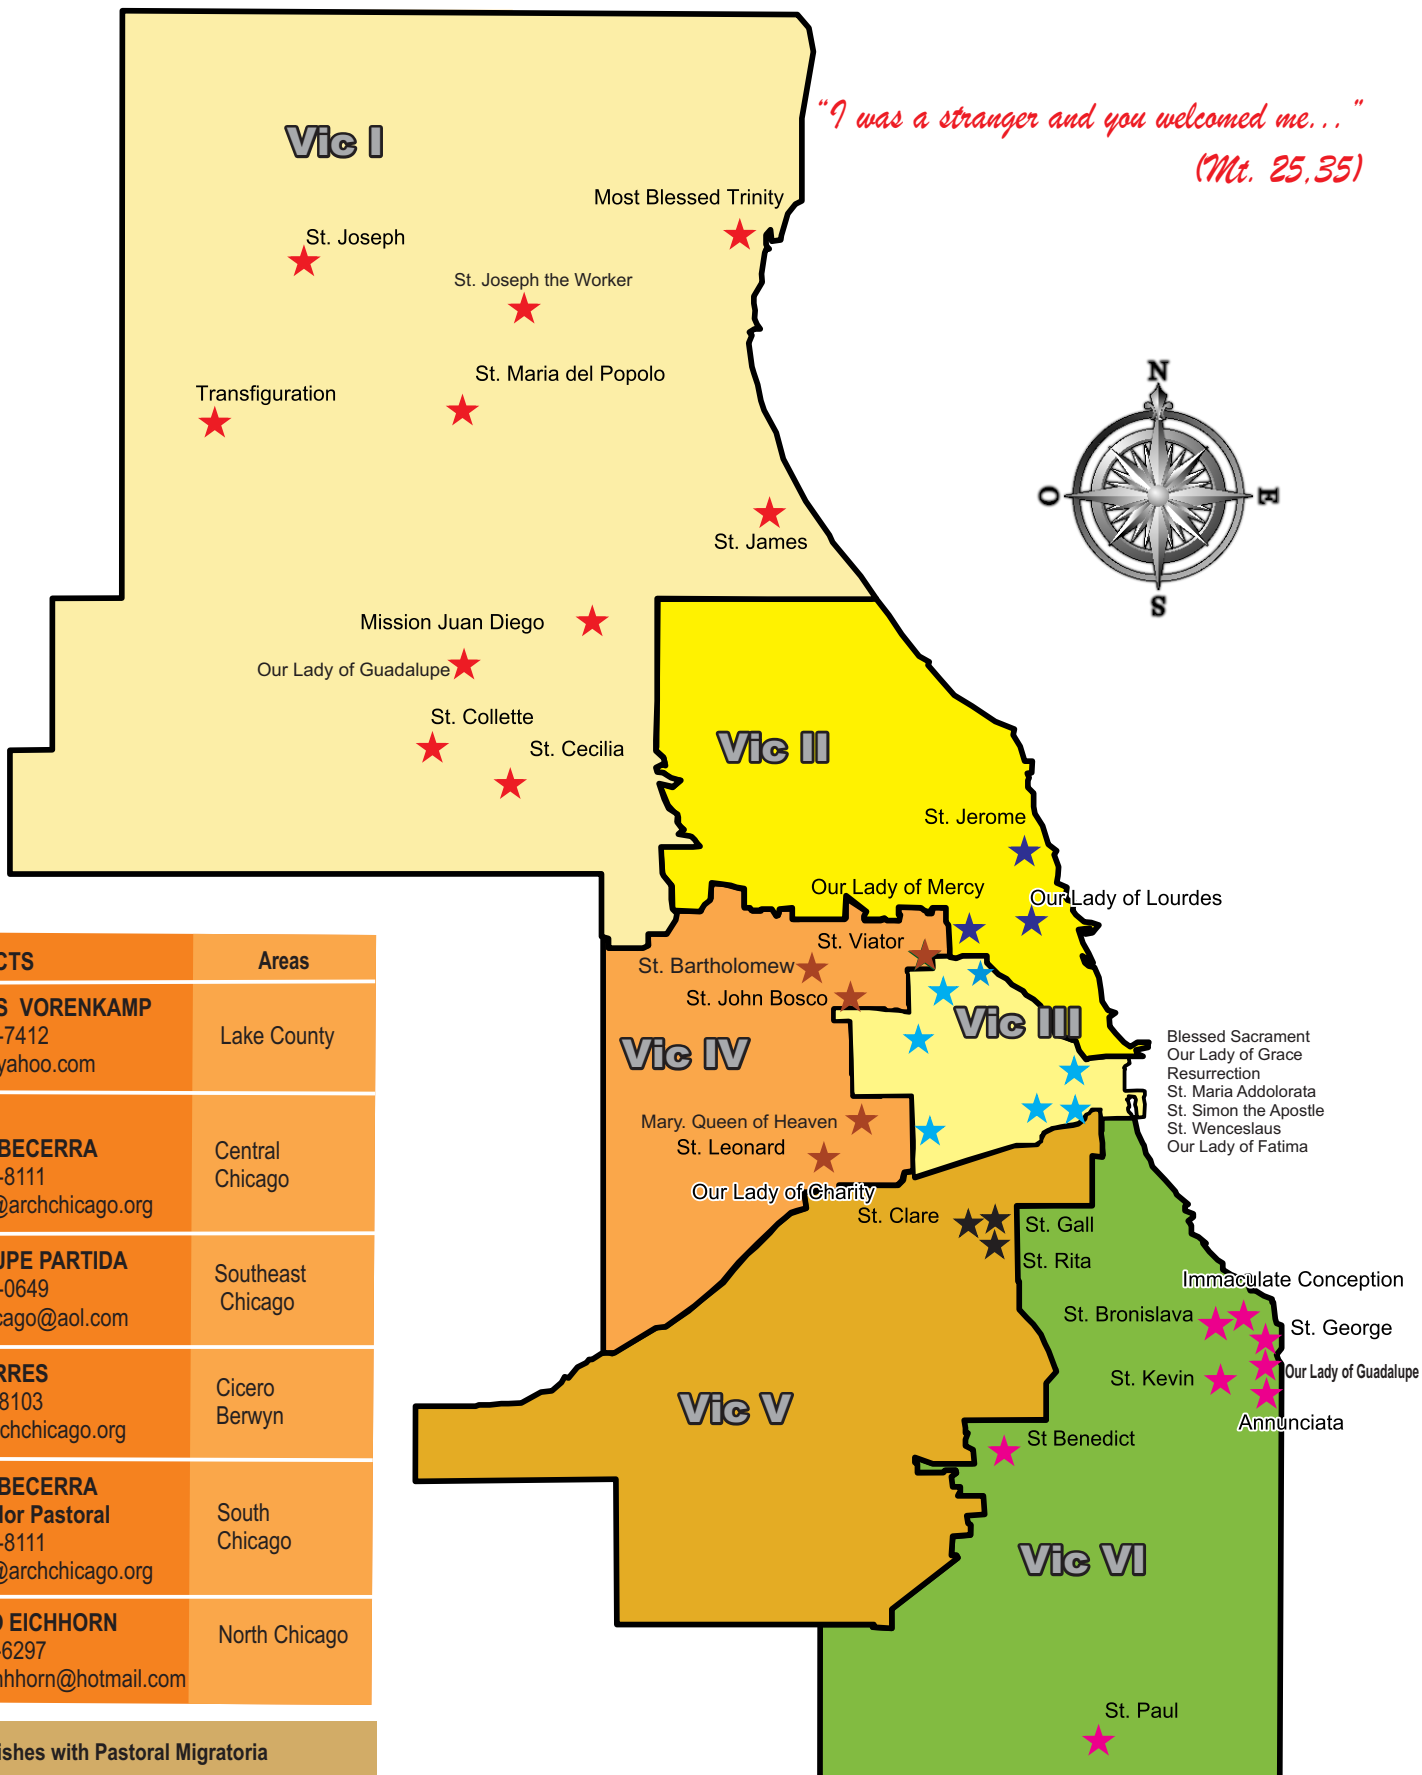 "I was a stranger and you welcomed me..."
(Mt. 25,35)
Vic I
Most Blessed Trinity
St. Joseph
St. Joseph the Worker
St. Maria del Popolo
Transfiguration
St. James
Mission Juan Diego
Our Lady of Guadalupe
St. Collette
St. Cecilia
N
O
E
S
Vic II
St. Jerome
Our Lady of Mercy
Our Lady of Lourdes
St. Viator
St. Bartholomew
St. John Bosco
Vic III
Vic IV
Blessed Sacrament
Our Lady of Grace
Resurrection
St. Maria Addolorata
St. Simon the Apostle
St. Wenceslaus
Our Lady of Fatima
Mary. Queen of Heaven
St. Leonard
Our Lady of Charity
St. Clare
St. Gall
St. Rita
Immaculate Conception
St. Bronislava
St. George
Our Lady of Guadalupe
St. Kevin
Annunciata
Vic V
St Benedict
Vic VI
St. Paul
CTS Areas
S VORENKAMP
-7412
yahoo.com
Lake County
BECERRA
-8111
@archchicago.org
Central
Chicago
UPE PARTIDA
-0649
cago@aol.com
Southeast
Chicago
RRES
8103
chchicago.org
Cicero
Berwyn
BECERRA
dor Pastoral
-8111
@archchicago.org
South
Chicago
O EICHHORN
-6297
nhhorn@hotmail.com
North Chicago
ishes with Pastoral Migratoria